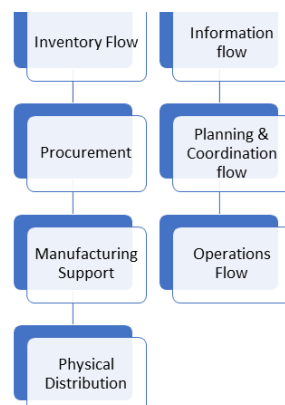 Inventory Flow
Procurement
Manufacturing
Support
Physical
Distribution
Information
flow
Planning &
Coordination
flow
Operations
Flow